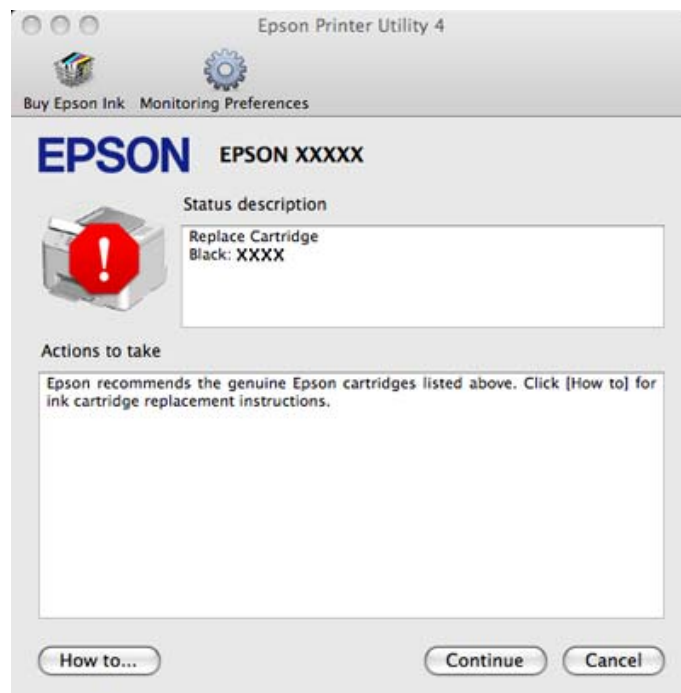 Epson Printer Utility 4
Buy Epson Ink Monitoring Preferences
EPSON EPSON XXXXX
Status description
Replace Cartridge
Black: XXXX
Actions to take
Epson recommends the genuine Epson cartridges listed above. Click [How to] for
ink cartridge replacement instructions.
How to... Continue Cancel